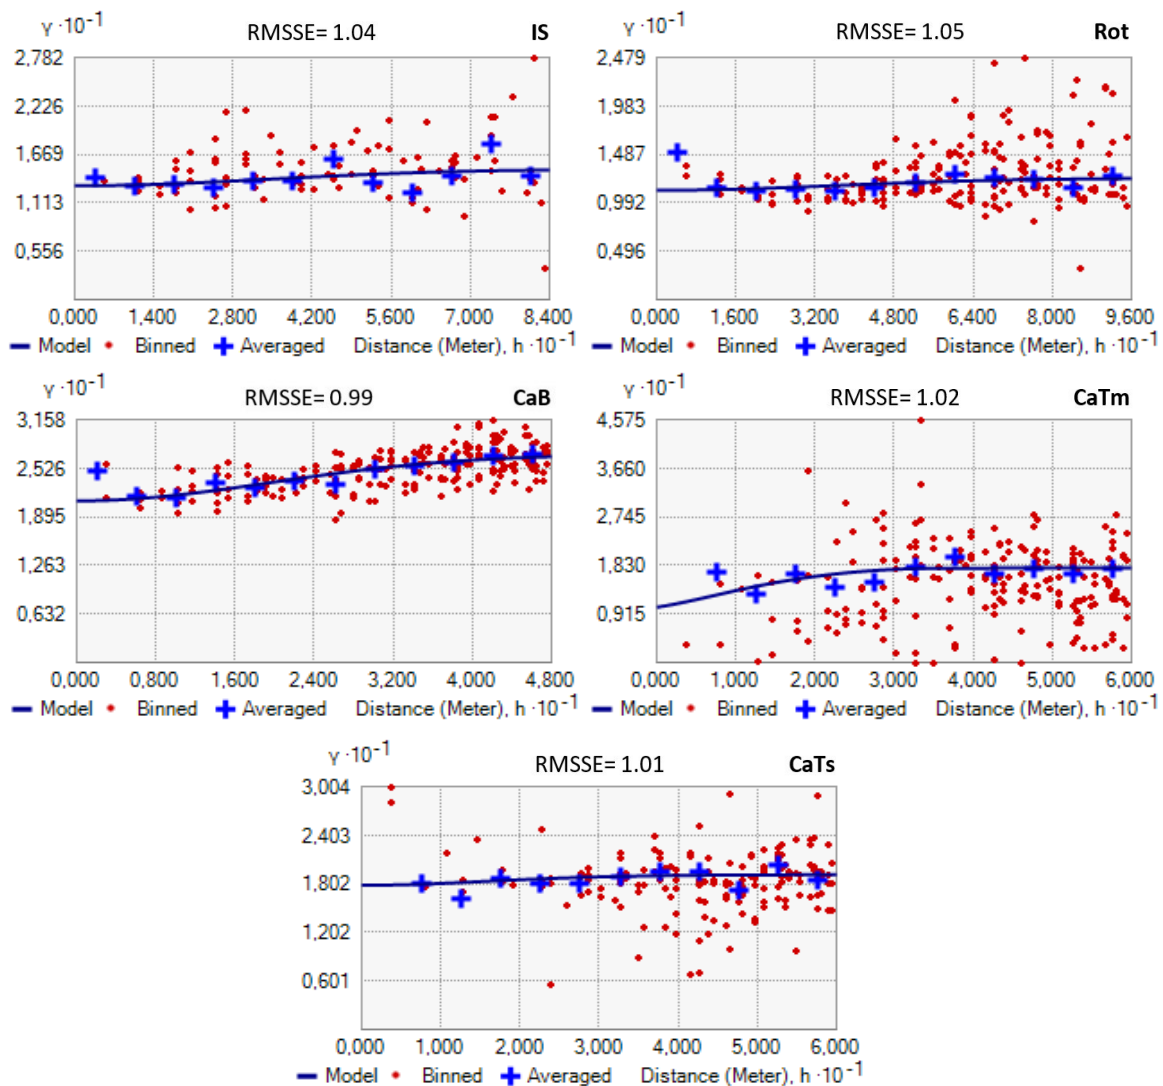 γ ·10⁻¹ RMSSE= 1.04 IS
2,782
2,226
1,669
1,113
0,556
0,000 1,400 2,800 4,200 5,600 7,000 8,400
Model Binned Averaged Distance (Meter), h ·10⁻¹
γ ·10⁻¹ RMSSE= 1.05 Rot
2,479
1,983
1,487
0,992
0,496
0,000 1,600 3,200 4,800 6,400 8,000 9,600
Model Binned Averaged Distance (Meter), h ·10⁻¹
γ ·10⁻¹ RMSSE= 0.99 CaB
3,158
2,526
1,895
1,263
0,632
0,000 0,800 1,600 2,400 3,200 4,000 4,800
Model Binned Averaged Distance (Meter), h ·10⁻¹
γ ·10⁻¹ RMSSE= 1.02 CaTm
4,575
3,660
2,745
1,830
0,915
0,000 1,000 2,000 3,000 4,000 5,000 6,000
Model Binned Averaged Distance (Meter), h ·10⁻¹
γ ·10⁻¹ RMSSE= 1.01 CaTs
3,004
2,403
1,802
1,202
0,601
0,000 1,000 2,000 3,000 4,000 5,000 6,000
Model Binned Averaged Distance (Meter), h ·10⁻¹